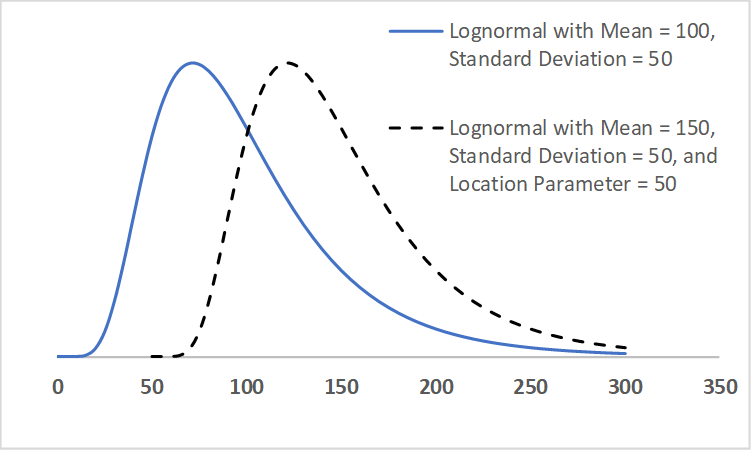 Lognormal with Mean = 100,
Standard Deviation = 50
Lognormal with Mean = 150,
Standard Deviation = 50, and
Location Parameter = 50
0 50 100 150 200 250 300 350